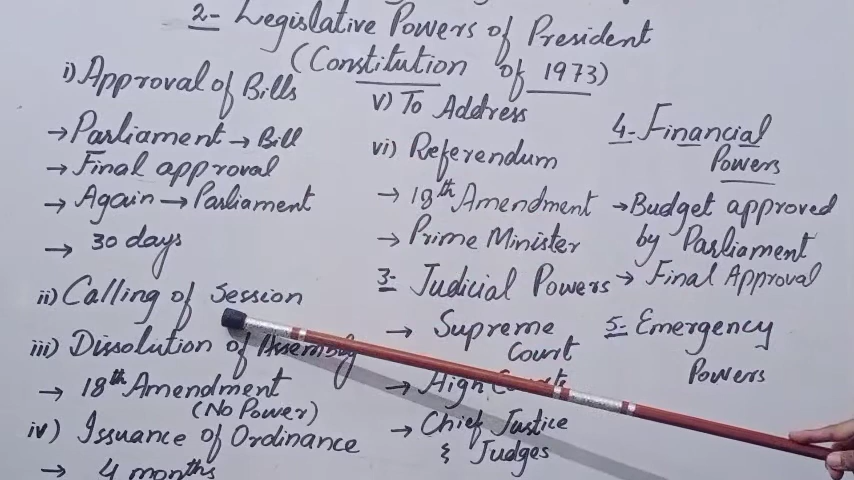 2- Legislative Powers of President
(Constitution of 1973)
i) Approval of Bills
→ Parliament → Bill
→ Final approval
→ Again → Parliament
→ 30 days
ii) Calling of Session
iii) Dissolution of Assembly
→ 18th Amendment
(No Power)
iv) Issuance of Ordinance
→ 4 months
v) To Address
vi) Referendum
→ 18th Amendment
→ Prime Minister
3- Judicial Powers
→ Supreme
Court
→ High Courts
→ Chief Justice
& Judges
4- Financial
Powers
→ Budget approved
by Parliament
→ Final Approval
5- Emergency
Powers